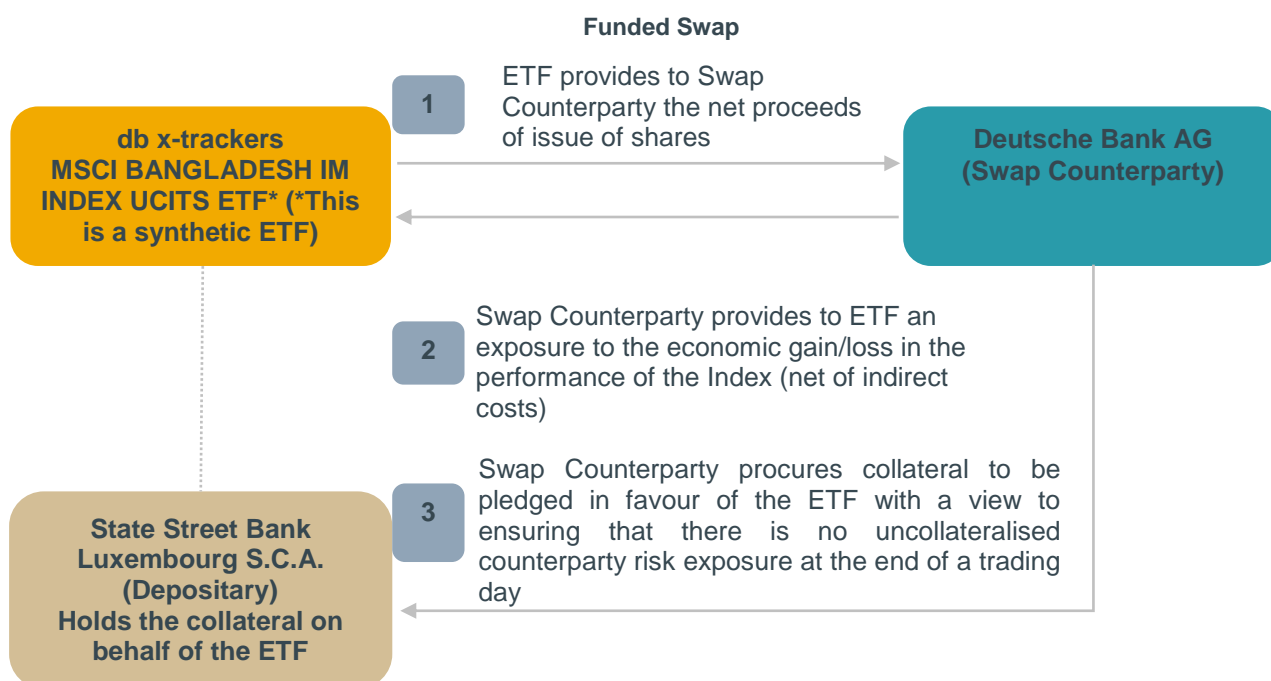 Funded Swap
1
ETF provides to Swap
Counterparty the net proceeds
of issue of shares
db x-trackers
MSCI BANGLADESH IM
INDEX UCITS ETF* (*This
is a synthetic ETF)
Deutsche Bank AG
(Swap Counterparty)
2
Swap Counterparty provides to ETF an
exposure to the economic gain/loss in the
performance of the Index (net of indirect
costs)
3
Swap Counterparty procures collateral to be
pledged in favour of the ETF with a view to
ensuring that there is no uncollateralised
counterparty risk exposure at the end of a trading
day
State Street Bank
Luxembourg S.C.A.
(Depositary)
Holds the collateral on
behalf of the ETF